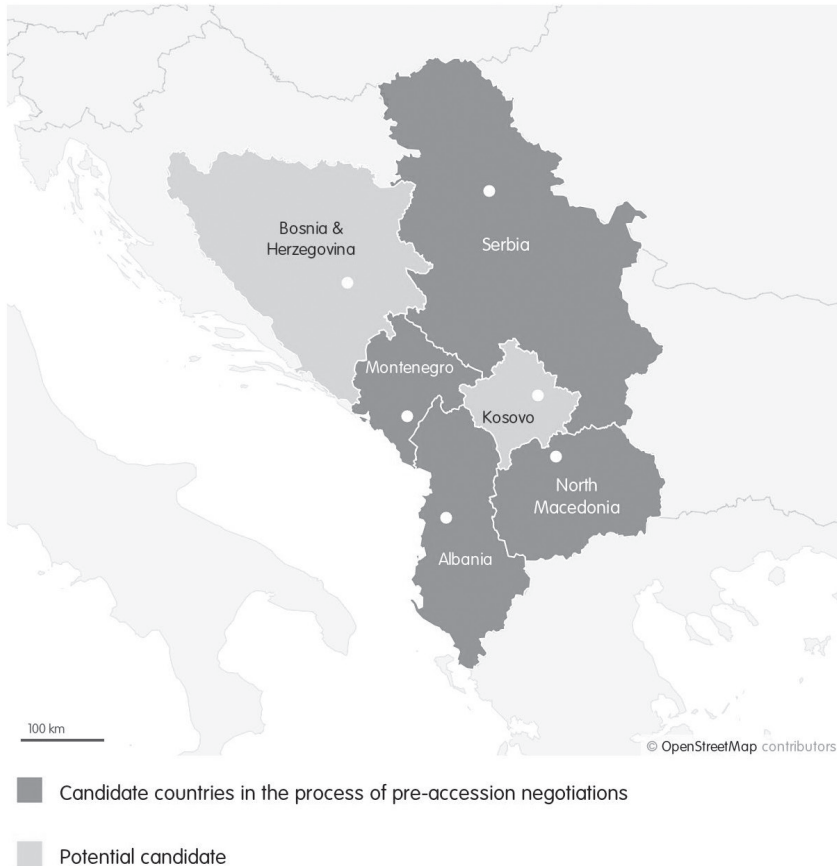 Bosnia &
Herzegovina
Serbia
Montenegro
Kosovo
North
Macedonia
Albania
100 km
© OpenStreetMap contributors
Candidate countries in the process of pre-accession negotiations
Potential candidate